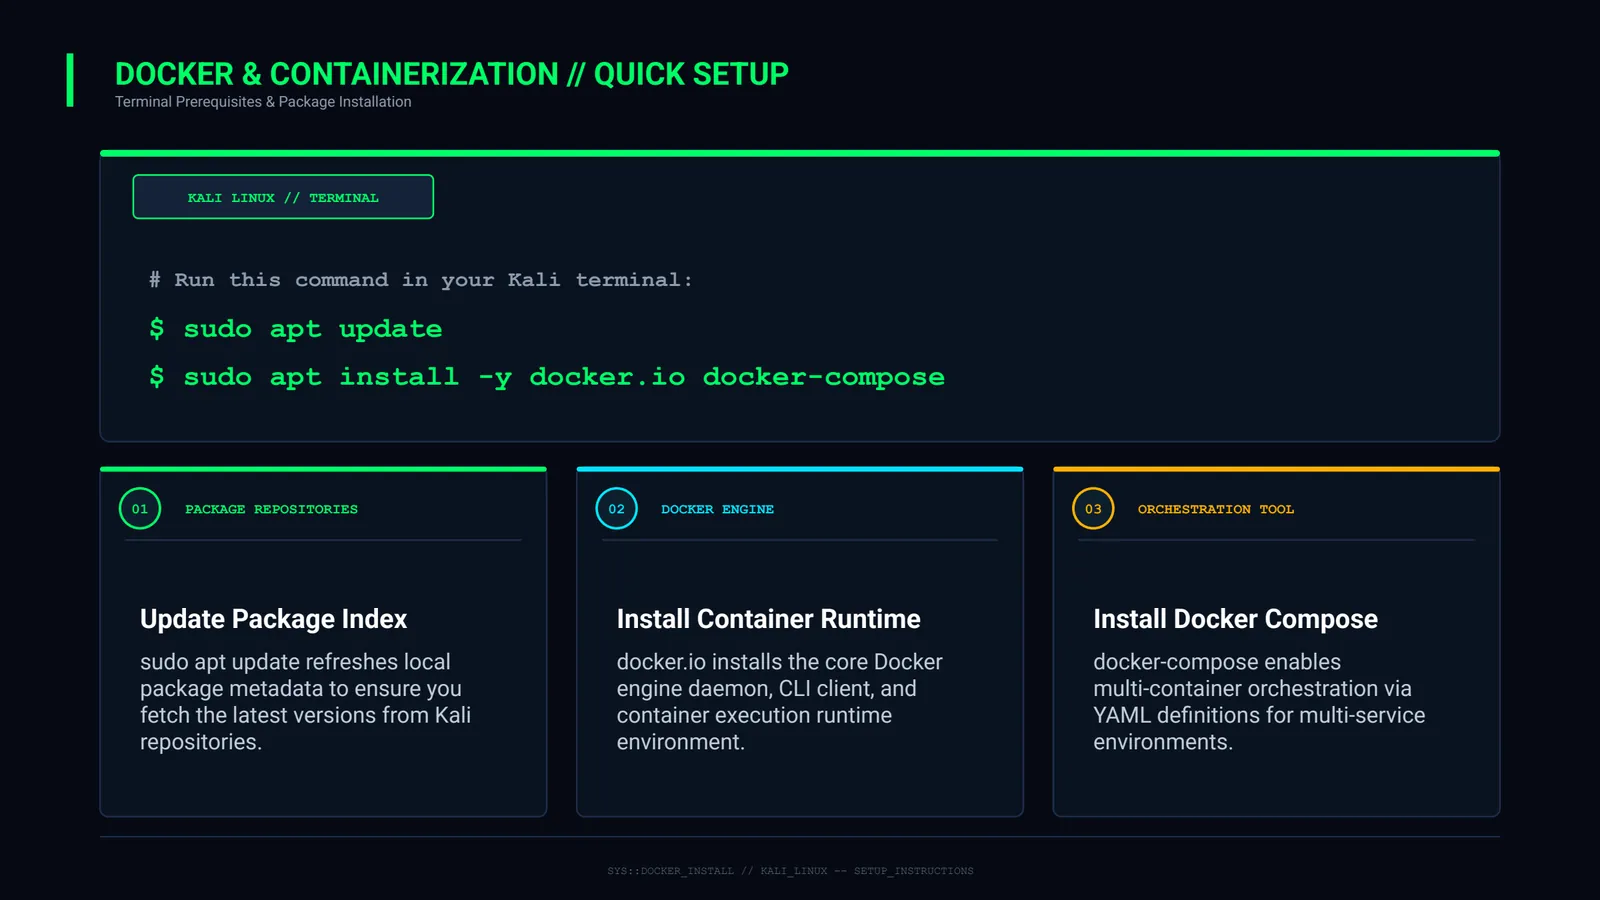 DOCKER & CONTAINERIZATION // QUICK SETUP
Terminal Prerequisites & Package Installation
KALI LINUX // TERMINAL
# Run this command in your Kali terminal:
$ sudo apt update
$ sudo apt install -y docker.io docker-compose
01 PACKAGE REPOSITORIES
Update Package Index
sudo apt update refreshes local
package metadata to ensure you
fetch the latest versions from Kali
repositories.
02 DOCKER ENGINE
Install Container Runtime
docker.io installs the core Docker
engine daemon, CLI client, and
container execution runtime
environment.
03 ORCHESTRATION TOOL
Install Docker Compose
docker-compose enables
multi-container orchestration via
YAML definitions for multi-service
environments.
SYS::DOCKER_INSTALL // KALI_LINUX -- SETUP_INSTRUCTIONS